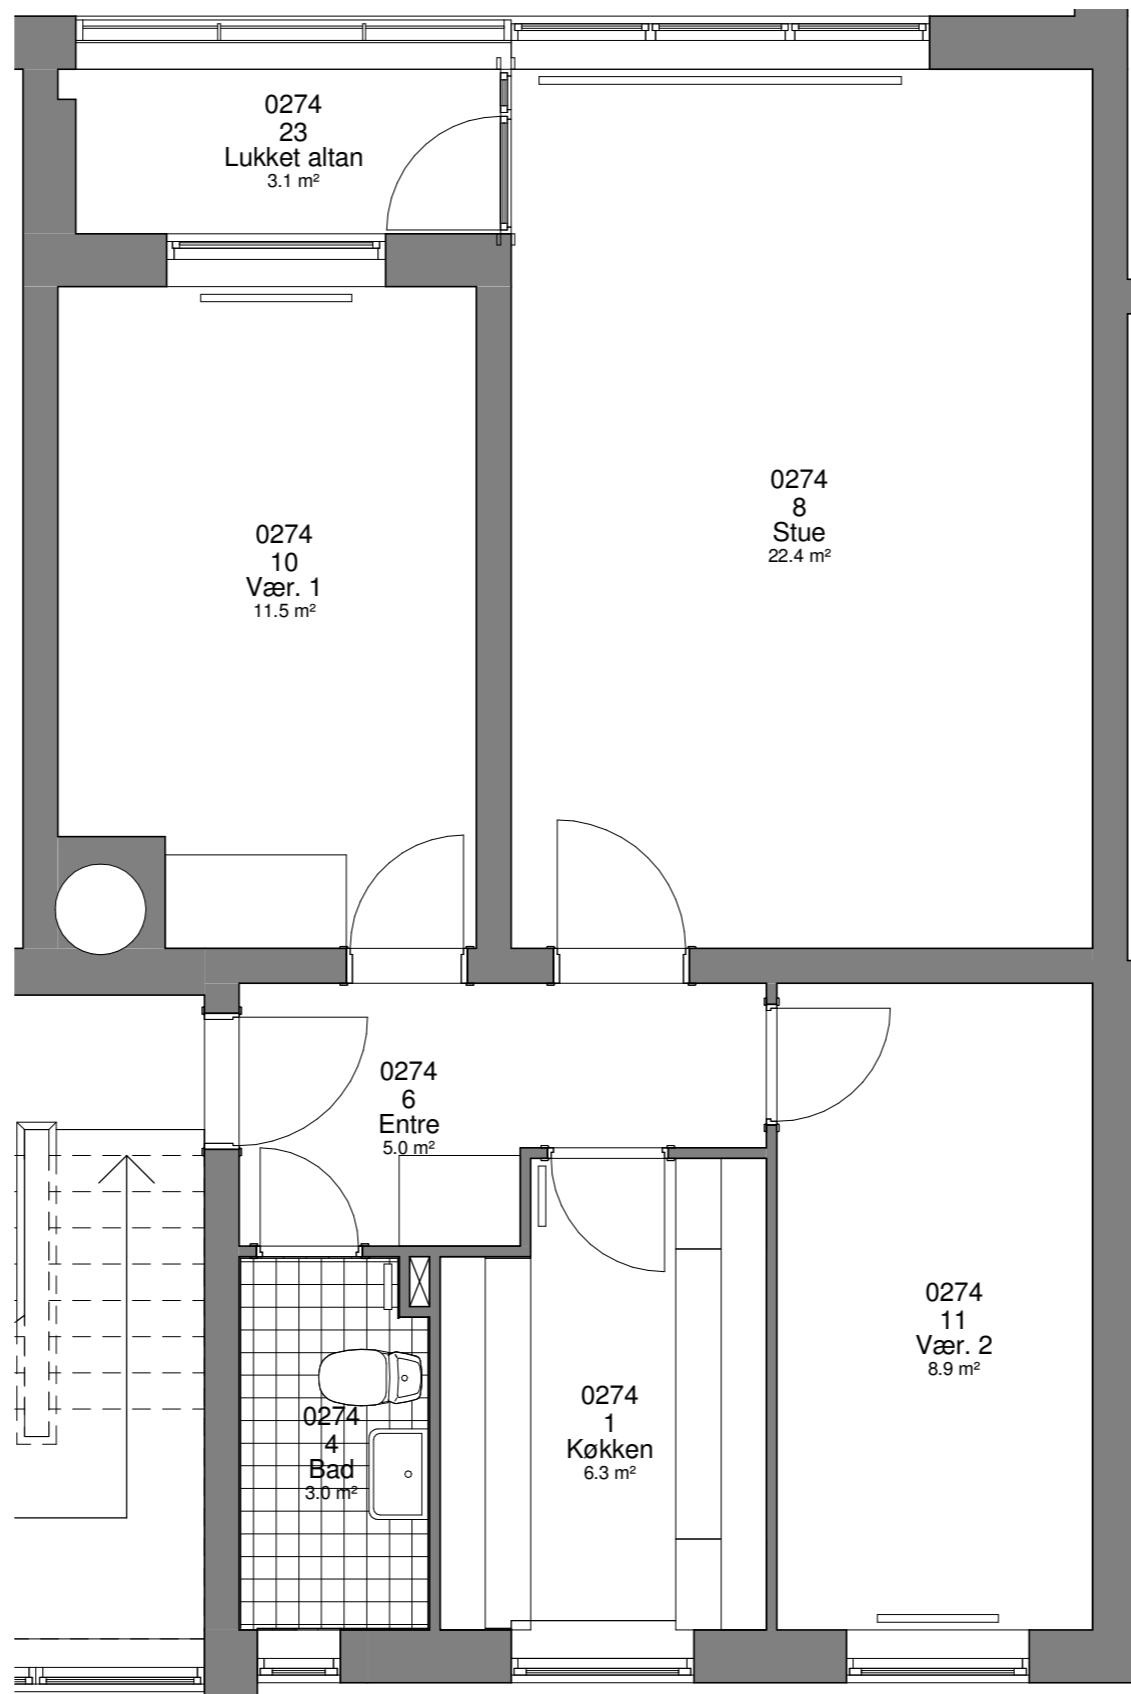 0274
23
Lukket altan
3.1 m²
0274
8
Stue
22.4 m²
0274
10
Vær. 1
11.5 m²
0274
6
Entre
5.0 m²
0274
11
Vær. 2
8.9 m²
0274
1
Køkken
6.3 m²
0274
4
Bad
3.0 m²